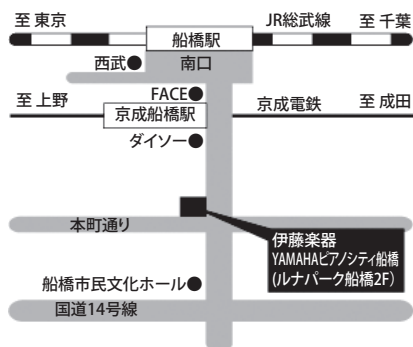 至 東京
JR総武線
至 千葉
船橋駅
西武●
南口
FACE●
至 上野
京成船橋駅
京成電鉄
至 成田
ダイソー●
本町通り
伊藤楽器
YAMAHAピアノシティ船橋
(ルナパーク船橋2F)
船橋市民文化ホール●
国道14号線